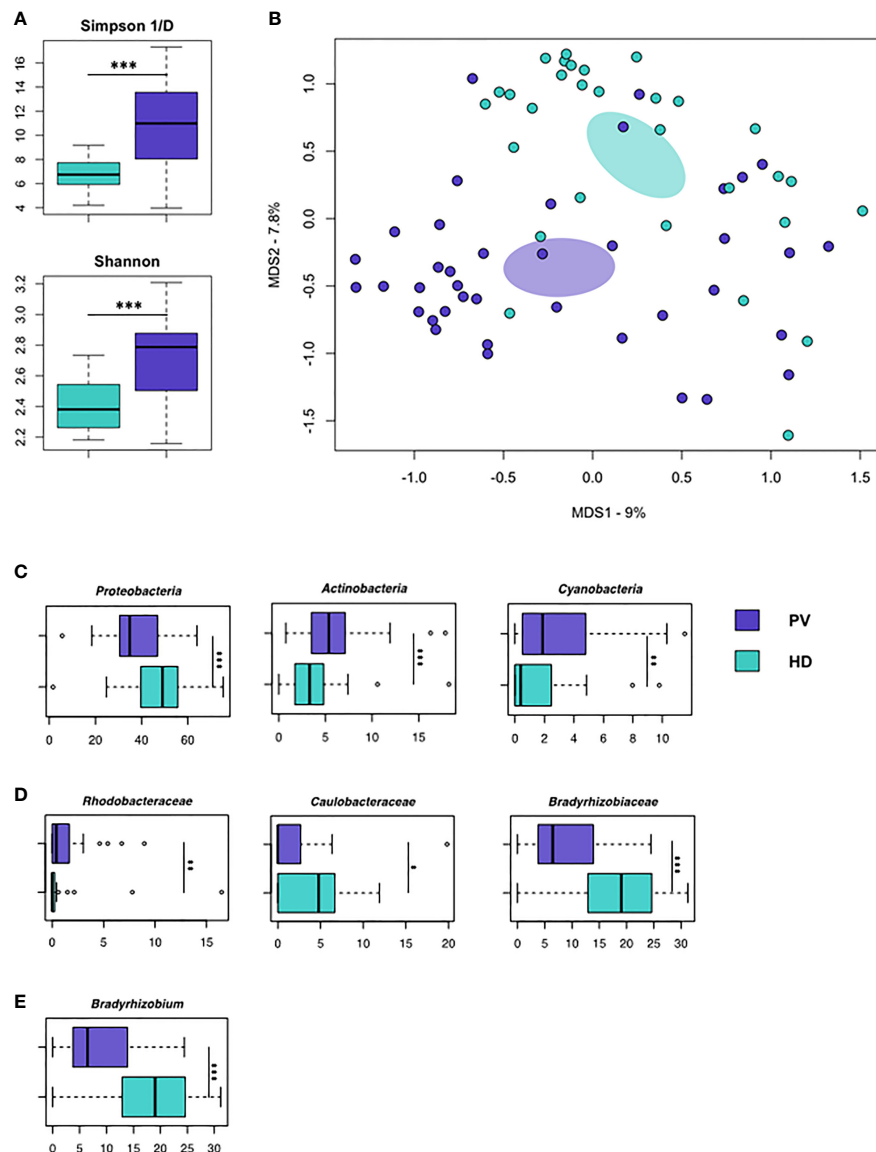 A
Simpson 1/D
***
16
14
12
10
8
6
4
Shannon
***
3.2
3.0
2.8
2.6
2.4
2.2
B
MDS2 - 7.8%
1.0
0.5
0.0
-0.5
-1.0
-1.5
-1.0 -0.5 0.0 0.5 1.0 1.5
MDS1 - 9%
C
Proteobacteria
***
0 20 40 60
Actinobacteria
***
0 5 10 15
Cyanobacteria
**
0 2 4 6 8 10
PV
HD
D
Rhodobacteraceae
**
0 5 10 15
Caulobacteraceae
*
0 5 10 15 20
Bradyrhizobiaceae
***
0 5 10 15 20 25 30
E
Bradyrhizobium
***
0 5 10 15 20 25 30